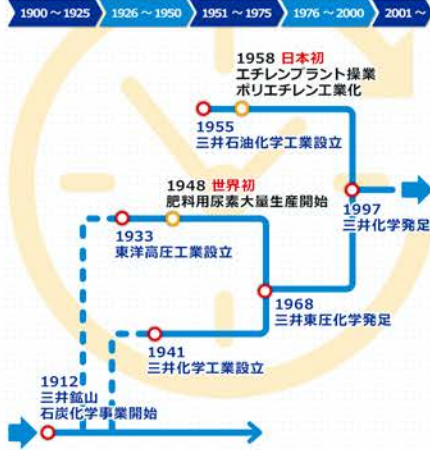 1900～1925
1926～1950
1951～1975
1976～2000
2001～
1958 日本初
エチレンプラント操業
ポリエチレン工業化
1955
三井石油化学工業設立
1948 世界初
肥料用尿素大量生産開始
1997
三井化学発足
1933
東洋高圧工業設立
1968
三井東圧化学発足
1941
三井化学工業設立
1912
三井鉱山
石炭化学事業開始